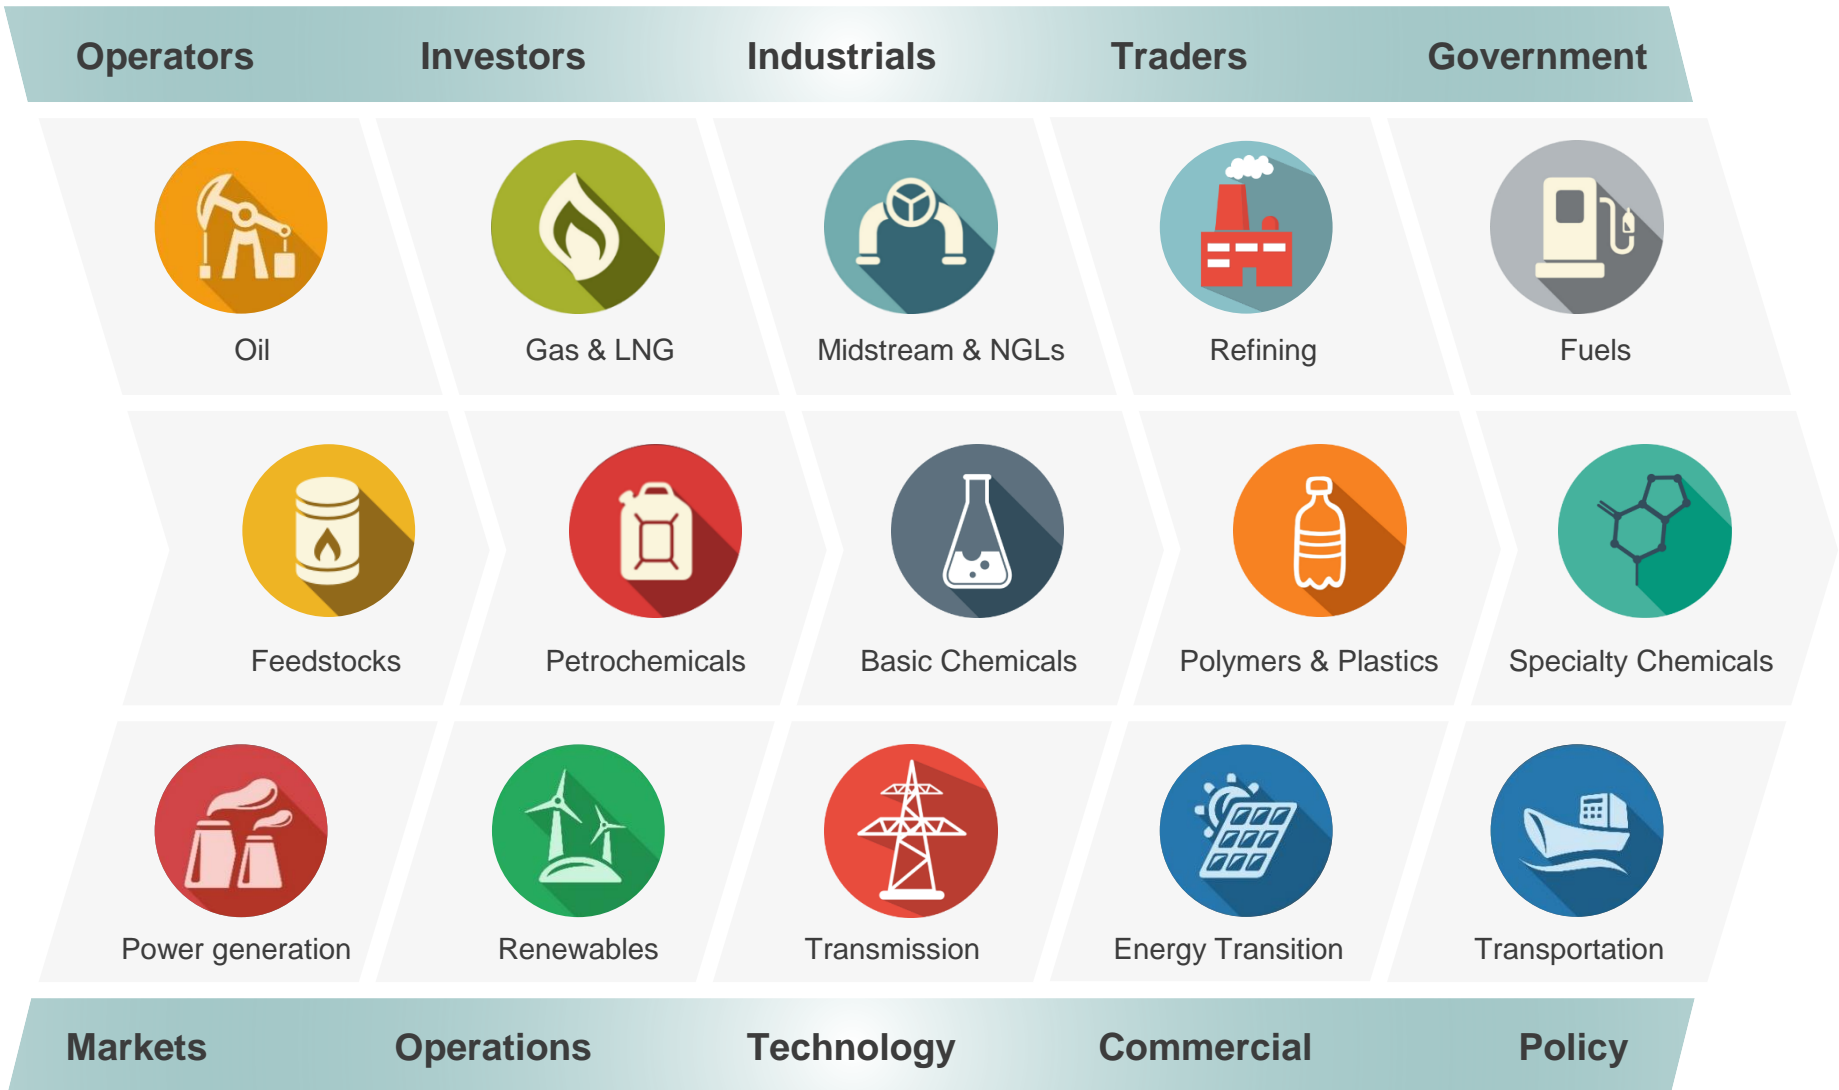 Operators Investors Industrials Traders Government
Oil Gas & LNG Midstream & NGLs Refining Fuels
Feedstocks Petrochemicals Basic Chemicals Polymers & Plastics Specialty Chemicals
Power generation Renewables Transmission Energy Transition Transportation
Markets Operations Technology Commercial Policy